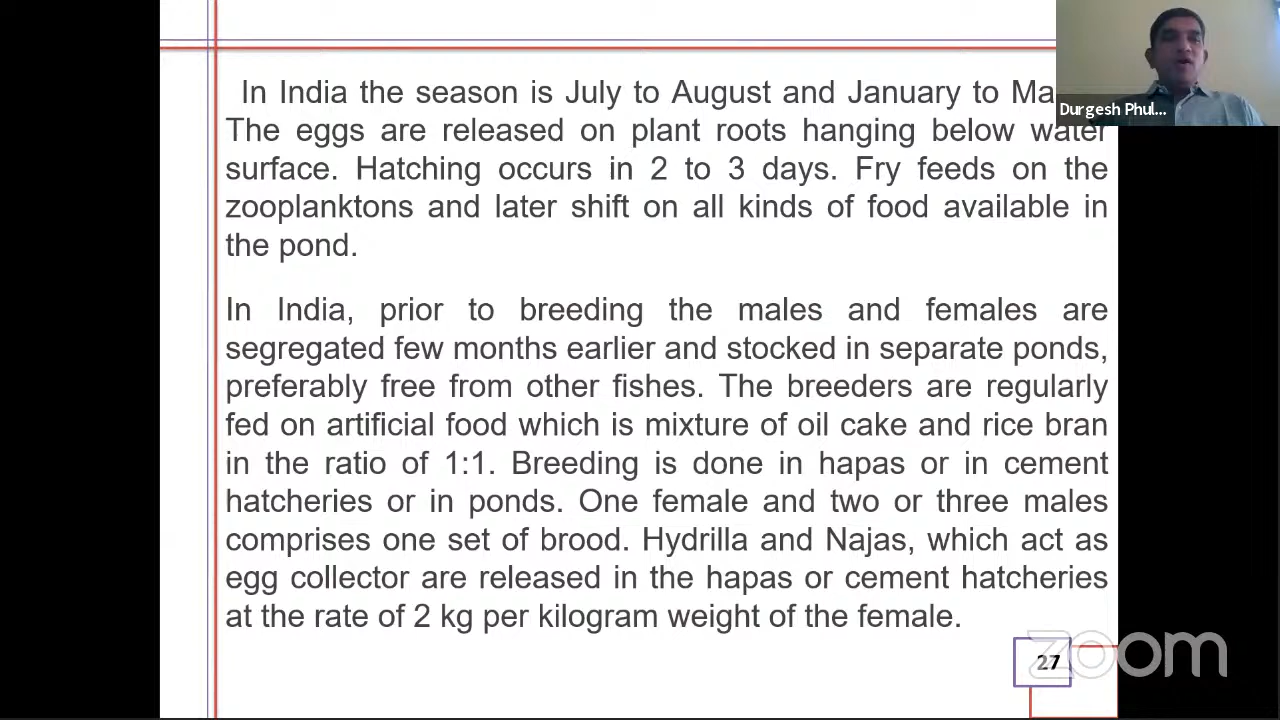 In India the season is July to August and January to
The eggs are released on plant roots hanging below water
surface. Hatching occurs in 2 to 3 days. Fry feeds on the
zooplanktons and later shift on all kinds of food available in
the pond.
In India, prior to breeding the males and females are
segregated few months earlier and stocked in separate ponds,
preferably free from other fishes. The breeders are regularly
fed on artificial food which is mixture of oil cake and rice bran
in the ratio of 1:1. Breeding is done in hapas or in cement
hatcheries or in ponds. One female and two or three males
comprises one set of brood. Hydrilla and Najas, which act as
egg collector are released in the hapas or cement hatcheries
at the rate of 2 kg per kilogram weight of the female.
Durgesh Phul...
27
zoom